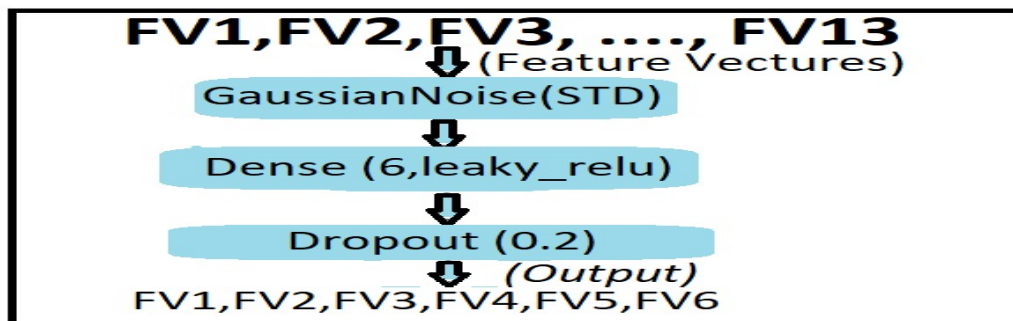 FV1,FV2,FV3, ...., FV13
(Feature Vectures)
GaussianNoise(STD)
Dense (6,leaky_relu)
Dropout (0.2)
(Output)
FV1,FV2,FV3,FV4,FV5,FV6